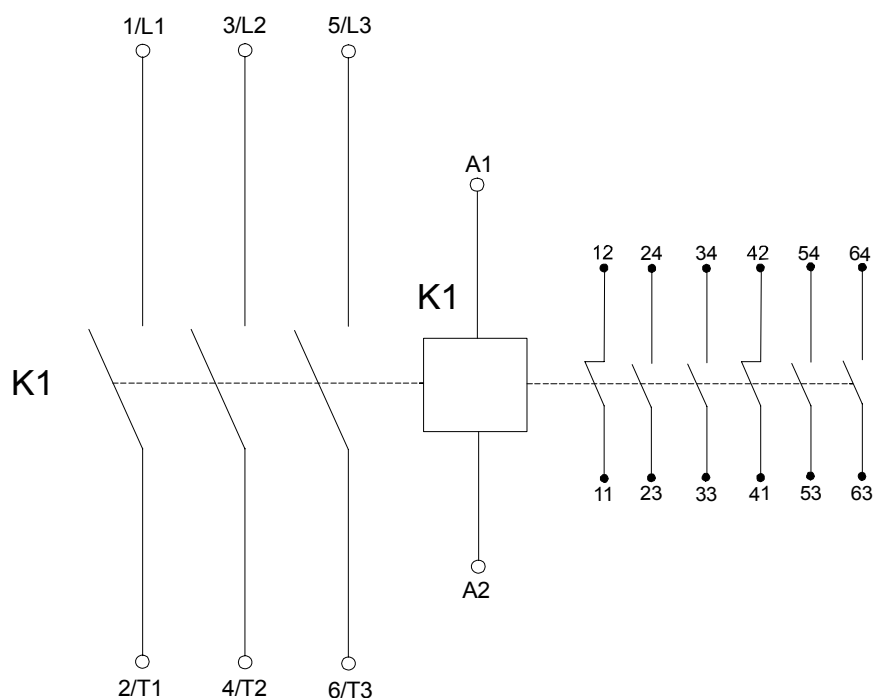 1/L1 3/L2 5/L3
A1
12 24 34 42 54 64
K1
K1
11 23 33 41 53 63
A2
2/T1 4/T2 6/T3